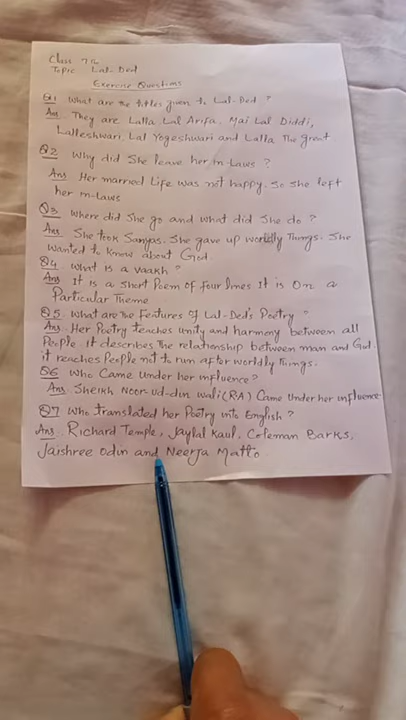 Class 7th
Topic Lal-Ded
Exercise Questions
Q1 What are the titles given to Lal-Ded ?
Ans. They are Lalla Lal Arifa, Mai Lal Diddi,
Lalleshwari, Lal Yogeshwari and Lalla The great.
Q2 Why did She leave her in-Laws ?
Ans Her married Life was not happy. So She left
her in-Laws
Q3 Where did She go and what did She do ?
Ans She took Sanyas. She gave up worldly Things. She
wanted to know about God.
Q4 What is a vaakh ?
Ans It is a Short Poem of four lines It is On a
Particular Theme
Q5. What are the Features of Lal-Ded's Poetry ?
Ans. Her Poetry teaches unity and harmony between all
People. It describes the relationship between man and God
it teaches People not to run after worldly Things.
Q6 Who Came Under her influence?
Ans. Sheikh Noor-ud-din wali (RA) Came Under her influence
Q7 Who translated her Poetry into English ?
Ans. Richard Temple, Jaylal Kaul, Coleman Barks,
Jaishree Odin and Neerja Matto.